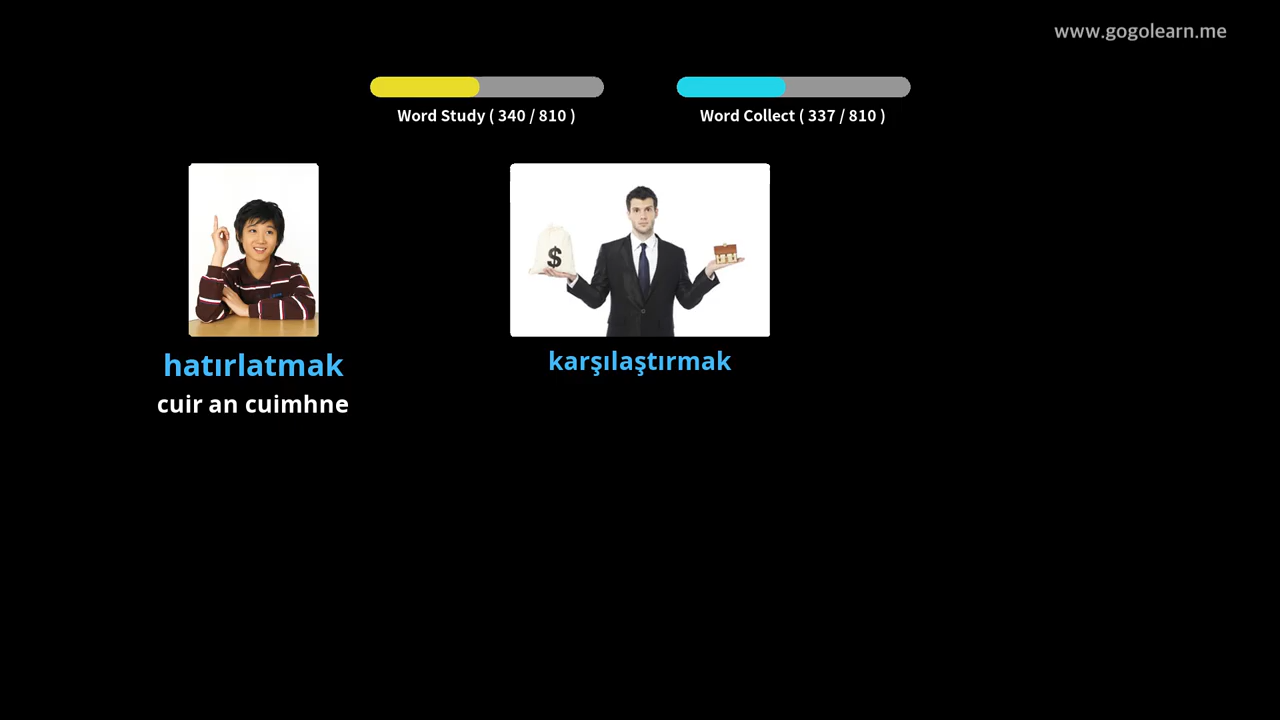 www.gogolearn.me
Word Study ( 340 / 810 )
Word Collect ( 337 / 810 )
$
hatırlatmak
cuir an cuimhne
karşılaştırmak